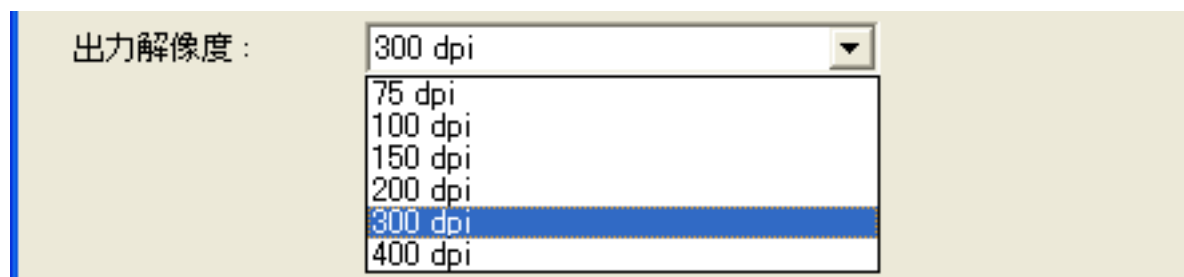 出力解像度： 300 dpi
75 dpi
100 dpi
150 dpi
200 dpi
300 dpi
400 dpi